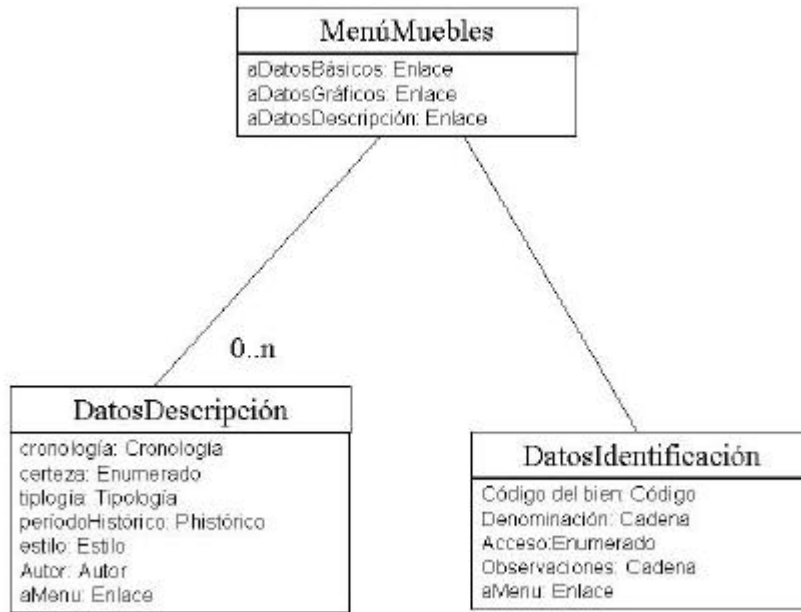 MenúMuebles
aDatosBásicos: Enlace
aDatosGráficos: Enlace
aDatosDescripción: Enlace
0..n
DatosDescripción
cronología: Cronología
certeza: Enumerado
tiplogía: Tipología
períodoHistórico: Phistórico
estilo: Estilo
Autor: Autor
aMenu: Enlace
DatosIdentificación
Código del bien: Código
Denominación: Cadena
Acceso:Enumerado
Observaciones: Cadena
aMenu: Enlace